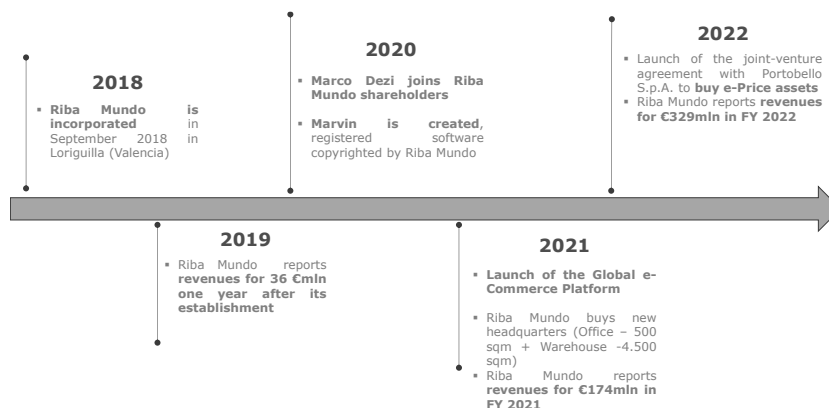 2018
▪ Riba Mundo is
incorporated in
September 2018 in
Loriguilla (Valencia)
2019
▪ Riba Mundo reports
revenues for 36 €mln
one year after its
establishment
2020
▪ Marco Dezi joins Riba
Mundo shareholders
▪ Marvin is created,
registered software
copyrighted by Riba Mundo
2021
▪ Launch of the Global e-
Commerce Platform
▪ Riba Mundo buys new
headquarters (Office – 500
sqm + Warehouse -4.500
sqm)
▪ Riba Mundo reports
revenues for €174mln in
FY 2021
2022
▪ Launch of the joint-venture
agreement with Portobello
S.p.A. to buy e-Price assets
▪ Riba Mundo reports revenues
for €329mln in FY 2022